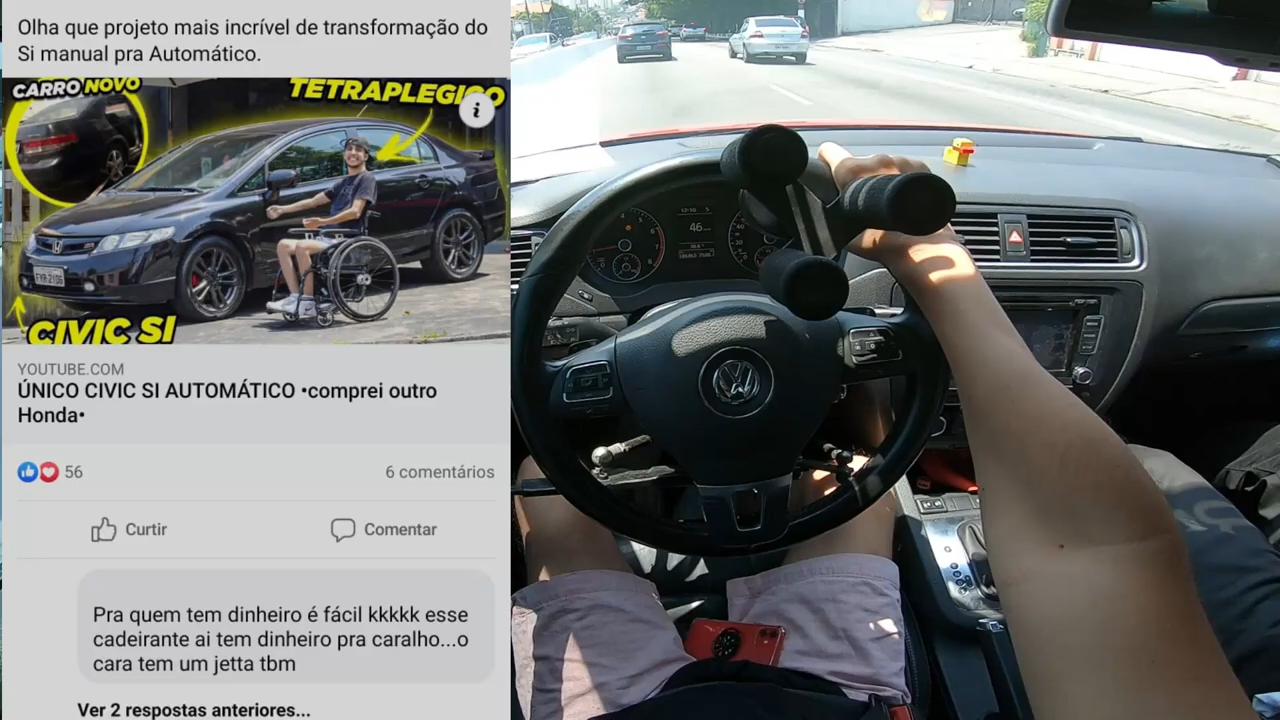 Olha que projeto mais incrível de transformação do
Si manual pra Automático.
CARRO NOVO
TETRAPLEGICO
CIVIC SI
YOUTUBE.COM
ÚNICO CIVIC SI AUTOMÁTICO •comprei outro
Honda•
56
6 comentários
Curtir
Comentar
Pra quem tem dinheiro é fácil kkkkk esse
cadeirante ai tem dinheiro pra caralho...o
cara tem um jetta tbm
Ver 2 respostas anteriores...
46